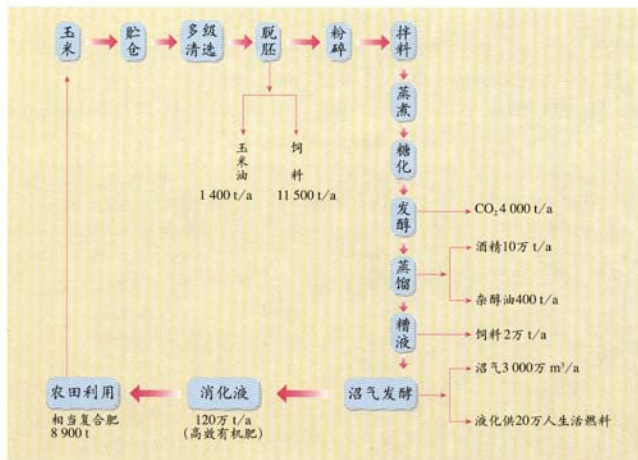 玉米
贮仓
多级清选
脱胚
粉碎
拌料
蒸煮
玉米油
1 400 t/a
饲料
11 500 t/a
糖化
发酵
CO₂ 4 000 t/a
蒸馏
酒精10万 t/a
杂醇油400 t/a
糟液
饲料2万 t/a
沼气发酵
沼气3 000万 m³/a
液化供20万人生活燃料
消化液
120万 t/a
(高效有机肥)
农田利用
相当复合肥
8 900 t